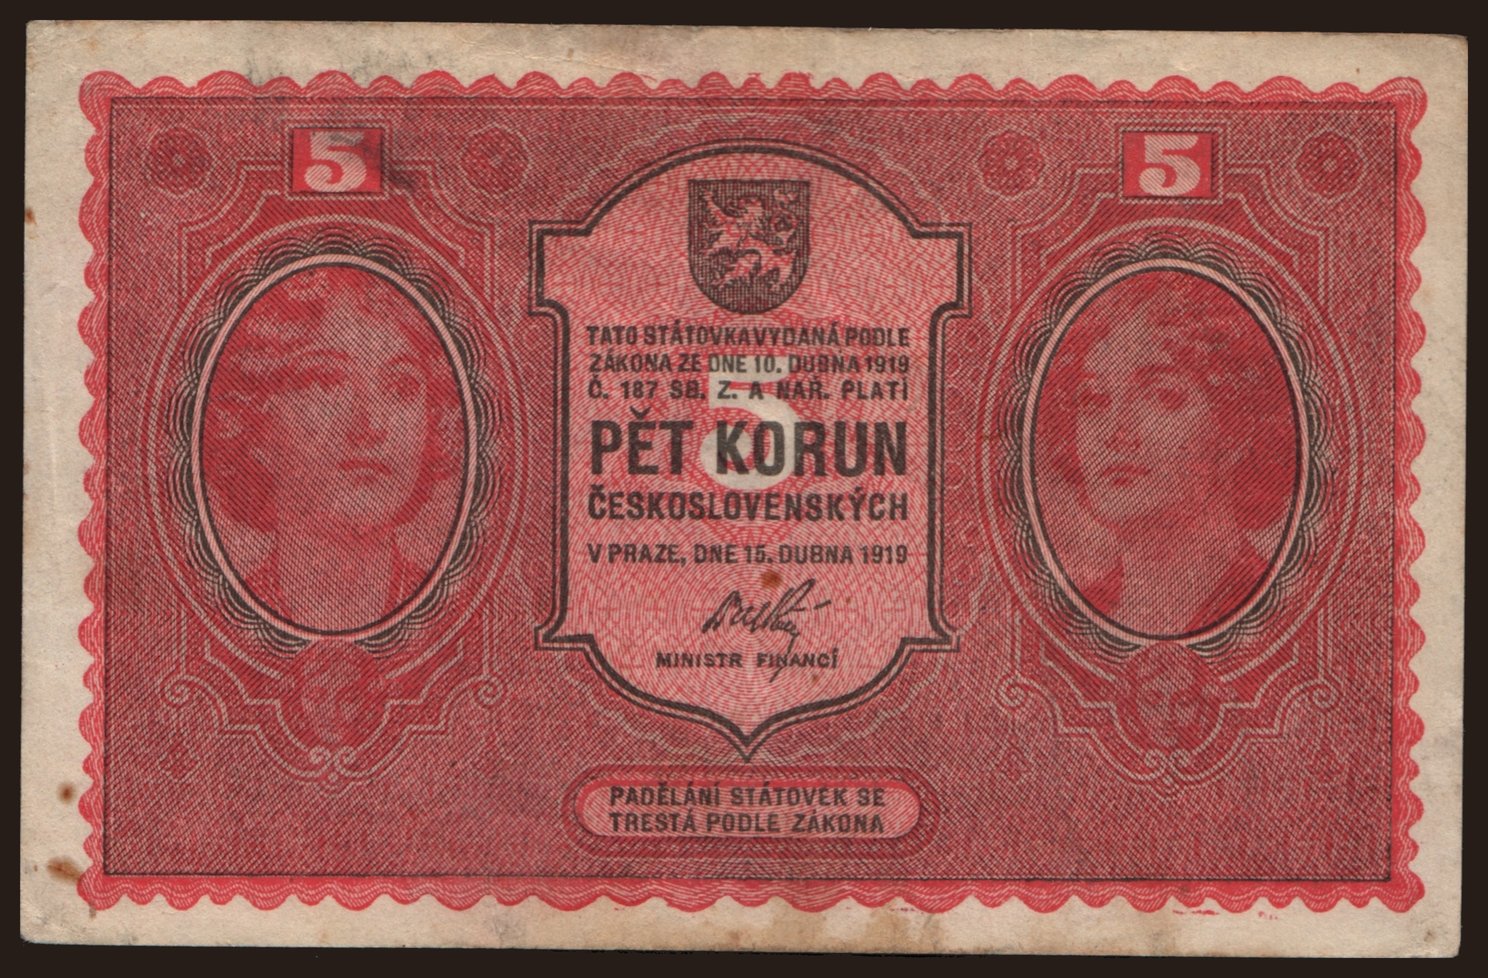 5
5
TATO STÁTOVKA VYDANÁ PODLE
ZÁKONA ZE DNE 10. DUBNA 1919
Č. 187 SB. Z. A NAŘ. PLATÍ
5
PĚT KORUN
ČESKOSLOVENSKÝCH
V PRAZE, DNE 15. DUBNA 1919
MINISTR FINANCÍ
PADĚLÁNÍ STÁTOVEK SE
TRESTÁ PODLE ZÁKONA